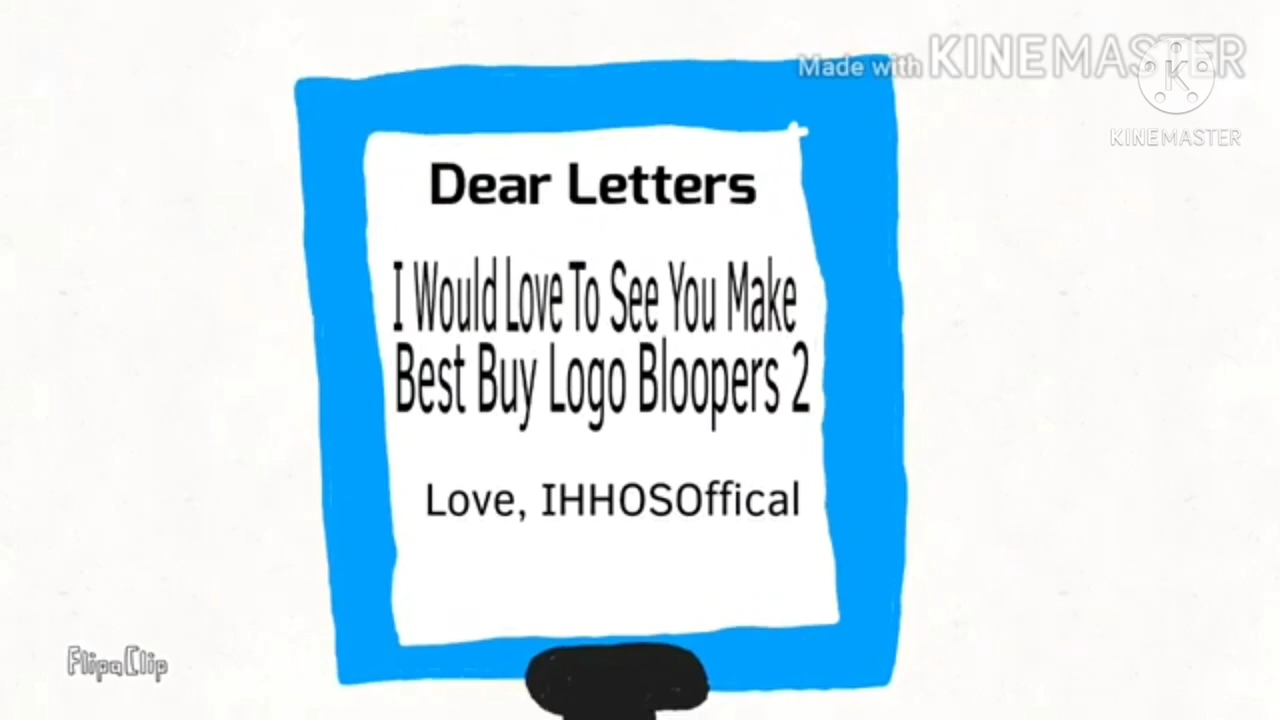 Made with KINEMASTER
K
KINEMASTER
Dear Letters
I Would Love To See You Make
Best Buy Logo Bloopers 2
Love, IHHOSOffical
FlipaClip